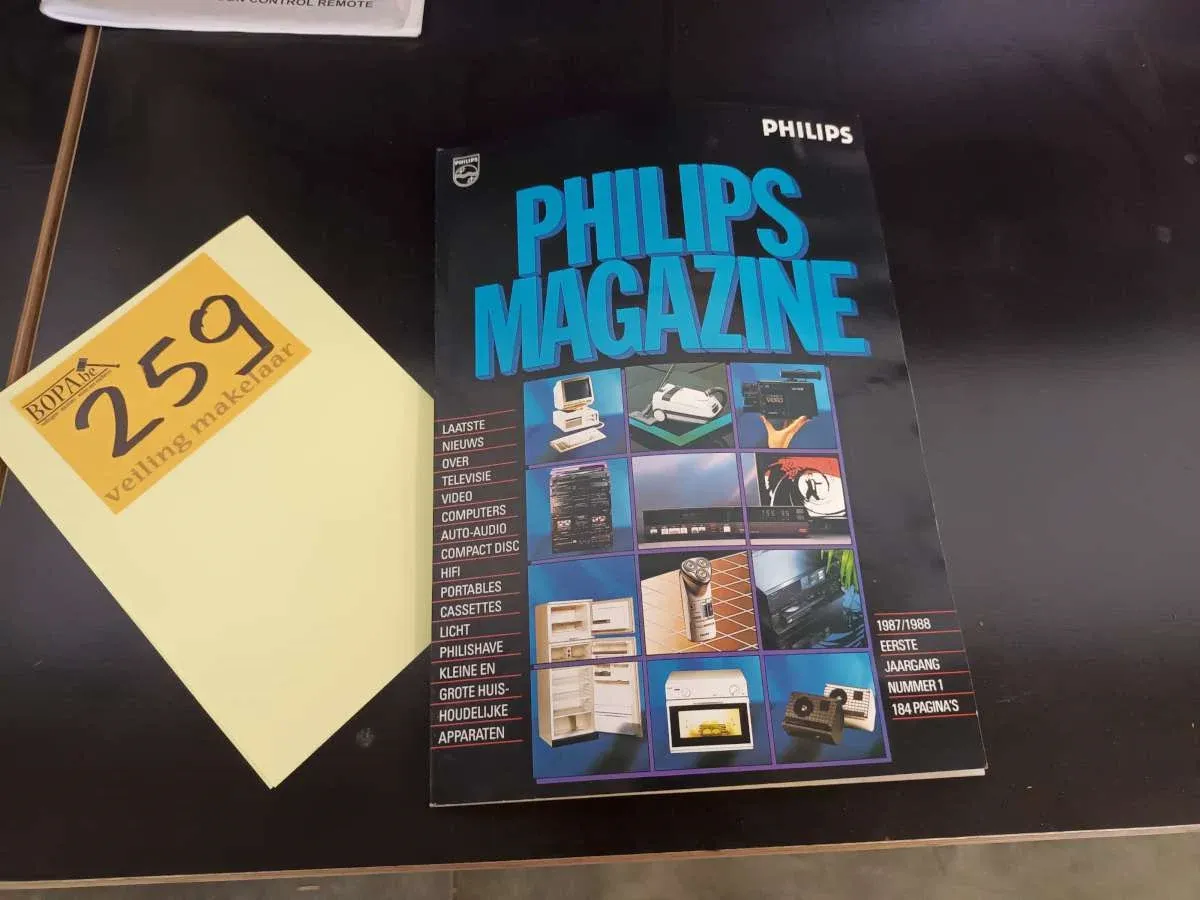 CONTROL REMOTE
PHILIPS
PHILIPS
PHILIPS
MAGAZINE
BOPA.be
259
veiling makelaar
LAATSTE
NIEUWS
OVER
TELEVISIE
VIDEO
COMPUTERS
AUTO-AUDIO
COMPACT DISC
HIFI
PORTABLES
CASSETTES
LICHT
PHILISHAVE
KLEINE EN
GROTE HUIS-
HOUDELIJKE
APPARATEN
1987/1988
EERSTE
JAARGANG
NUMMER 1
184 PAGINA'S